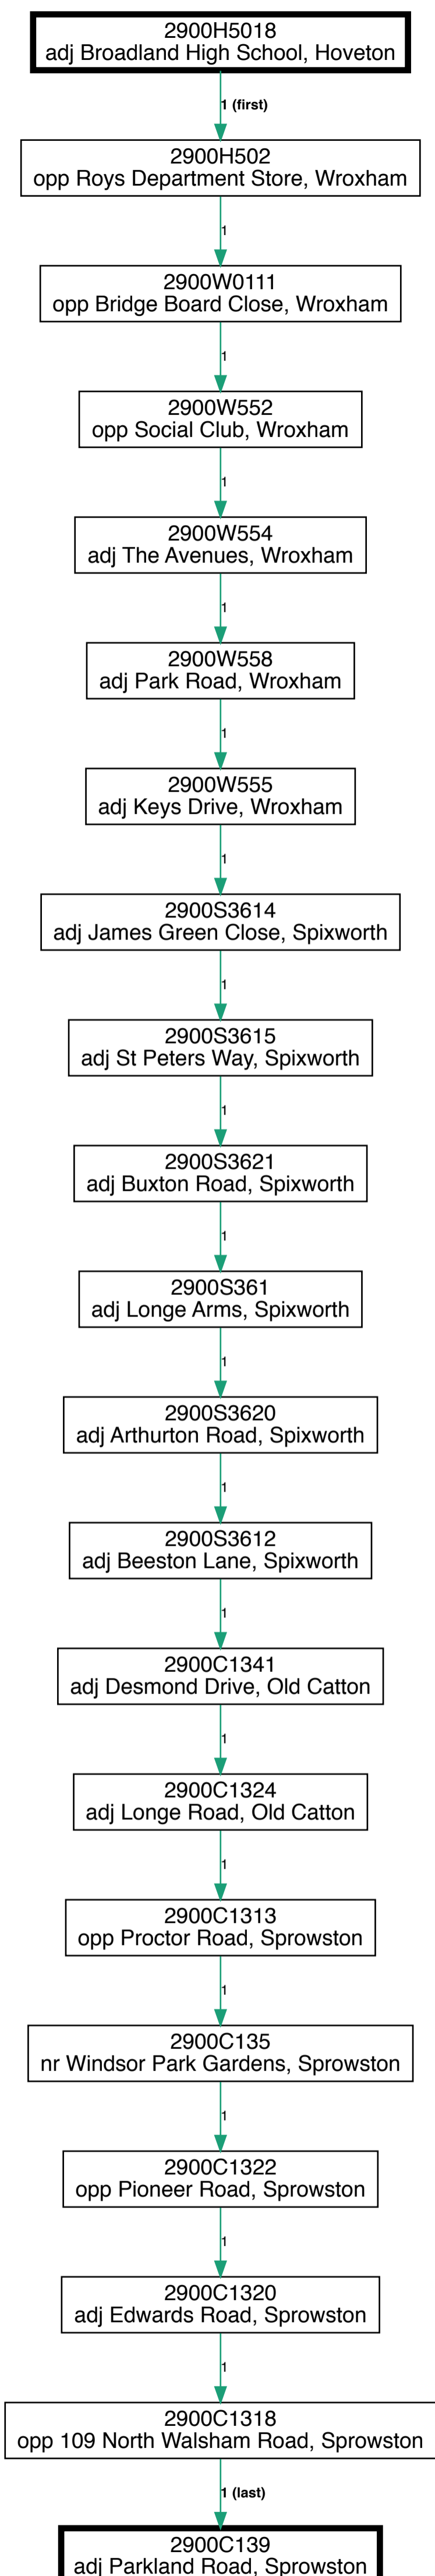 2900H5018
adj Broadland High School, Hoveton
1 (first)
2900H502
opp Roys Department Store, Wroxham
1
2900W0111
opp Bridge Board Close, Wroxham
1
2900W552
opp Social Club, Wroxham
1
2900W554
adj The Avenues, Wroxham
1
2900W558
adj Park Road, Wroxham
1
2900W555
adj Keys Drive, Wroxham
1
2900S3614
adj James Green Close, Spixworth
1
2900S3615
adj St Peters Way, Spixworth
1
2900S3621
adj Buxton Road, Spixworth
1
2900S361
adj Longe Arms, Spixworth
1
2900S3620
adj Arthurton Road, Spixworth
1
2900S3612
adj Beeston Lane, Spixworth
1
2900C1341
adj Desmond Drive, Old Catton
1
2900C1324
adj Longe Road, Old Catton
1
2900C1313
opp Proctor Road, Sprowston
1
2900C135
nr Windsor Park Gardens, Sprowston
1
2900C1322
opp Pioneer Road, Sprowston
1
2900C1320
adj Edwards Road, Sprowston
1
2900C1318
opp 109 North Walsham Road, Sprowston
1 (last)
2900C139
adj Parkland Road, Sprowston